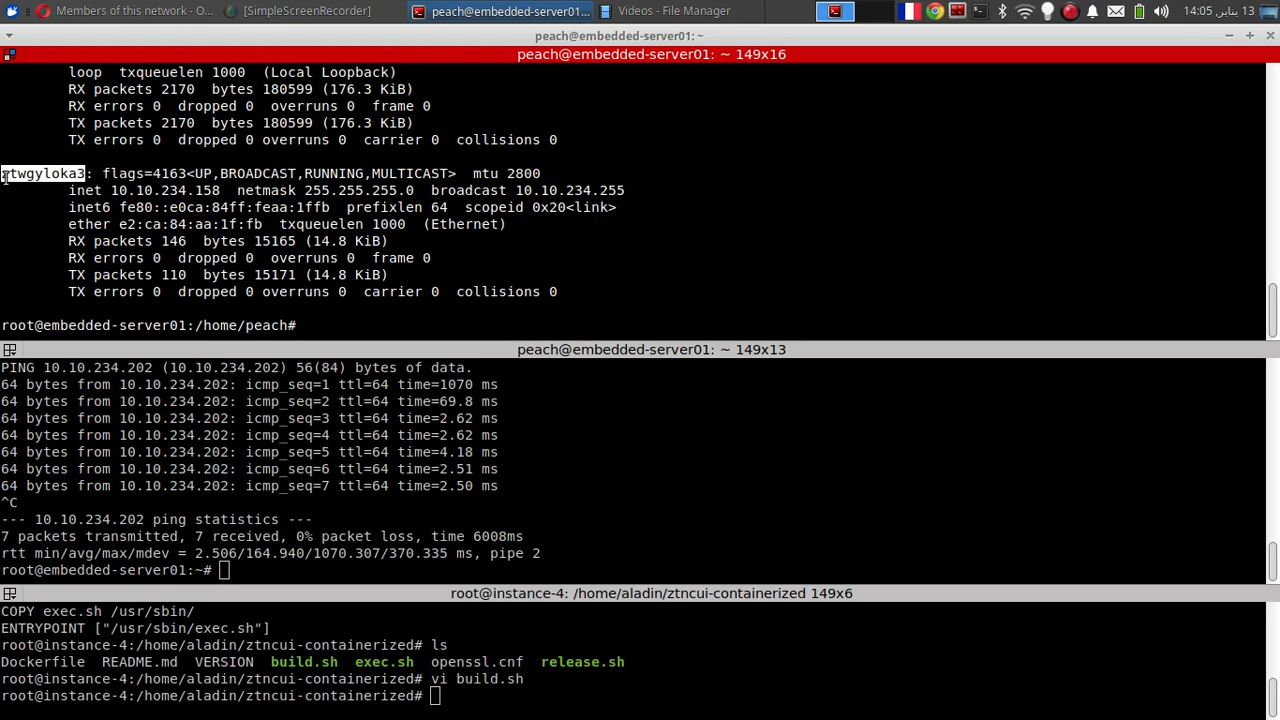 Members of this network - O...
[SimpleScreenRecorder]
peach@embedded-server01:...
Videos - File Manager
13 يناير, 14:05
peach@embedded-server01:~
peach@embedded-server01: ~ 149x16
loop  txqueuelen 1000  (Local Loopback)
RX packets 2170  bytes 180599 (176.3 KiB)
RX errors 0  dropped 0  overruns 0  frame 0
TX packets 2170  bytes 180599 (176.3 KiB)
TX errors 0  dropped 0 overruns 0  carrier 0  collisions 0
ztwgyloka3: flags=4163<UP,BROADCAST,RUNNING,MULTICAST>  mtu 2800
inet 10.10.234.158  netmask 255.255.255.0  broadcast 10.10.234.255
inet6 fe80::e0ca:84ff:feaa:1ffb  prefixlen 64  scopeid 0x20<link>
ether e2:ca:84:aa:1f:fb  txqueuelen 1000  (Ethernet)
RX packets 146  bytes 15165 (14.8 KiB)
RX errors 0  dropped 0  overruns 0  frame 0
TX packets 110  bytes 15171 (14.8 KiB)
TX errors 0  dropped 0 overruns 0  carrier 0  collisions 0
root@embedded-server01:/home/peach#
peach@embedded-server01: ~ 149x13
PING 10.10.234.202 (10.10.234.202) 56(84) bytes of data.
64 bytes from 10.10.234.202: icmp_seq=1 ttl=64 time=1070 ms
64 bytes from 10.10.234.202: icmp_seq=2 ttl=64 time=69.8 ms
64 bytes from 10.10.234.202: icmp_seq=3 ttl=64 time=2.62 ms
64 bytes from 10.10.234.202: icmp_seq=4 ttl=64 time=2.62 ms
64 bytes from 10.10.234.202: icmp_seq=5 ttl=64 time=4.18 ms
64 bytes from 10.10.234.202: icmp_seq=6 ttl=64 time=2.51 ms
64 bytes from 10.10.234.202: icmp_seq=7 ttl=64 time=2.50 ms
^C
--- 10.10.234.202 ping statistics ---
7 packets transmitted, 7 received, 0% packet loss, time 6008ms
rtt min/avg/max/mdev = 2.506/164.940/1070.307/370.335 ms, pipe 2
root@embedded-server01:~#
root@instance-4: /home/aladin/ztncui-containerized 149x6
COPY exec.sh /usr/sbin/
ENTRYPOINT ["/usr/sbin/exec.sh"]
root@instance-4:/home/aladin/ztncui-containerized# ls
Dockerfile  README.md  VERSION  build.sh  exec.sh  openssl.cnf  release.sh
root@instance-4:/home/aladin/ztncui-containerized# vi build.sh
root@instance-4:/home/aladin/ztncui-containerized#